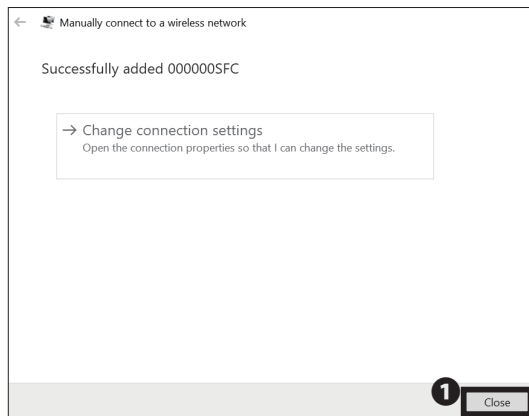 ← Manually connect to a wireless network
Successfully added 000000SFC
→ Change connection settings
Open the connection properties so that I can change the settings.
1
Close